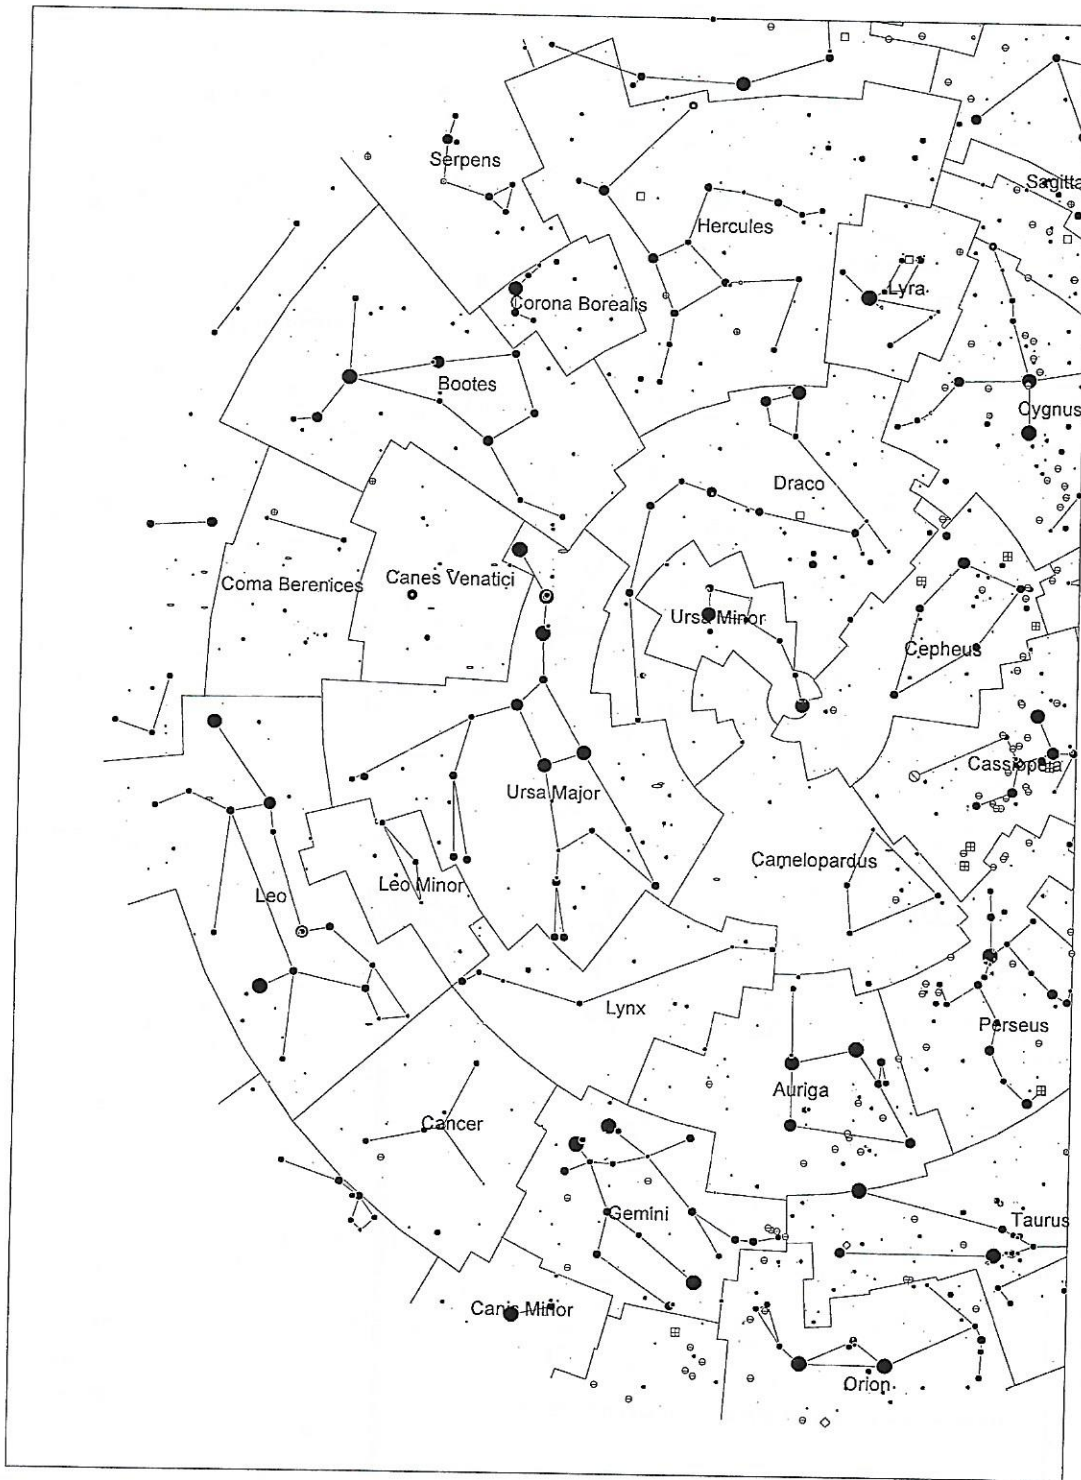 Serpens
Sagitta
Hercules
Lyra
Corona Borealis
Bootes
Cygnus
Draco
Coma Berenices
Canes Venatici
Ursa Minor
Cepheus
Cassiopeia
Ursa Major
Camelopardus
Leo
Leo Minor
Lynx
Perseus
Auriga
Cancer
Gemini
Taurus
Canis Minor
Orion